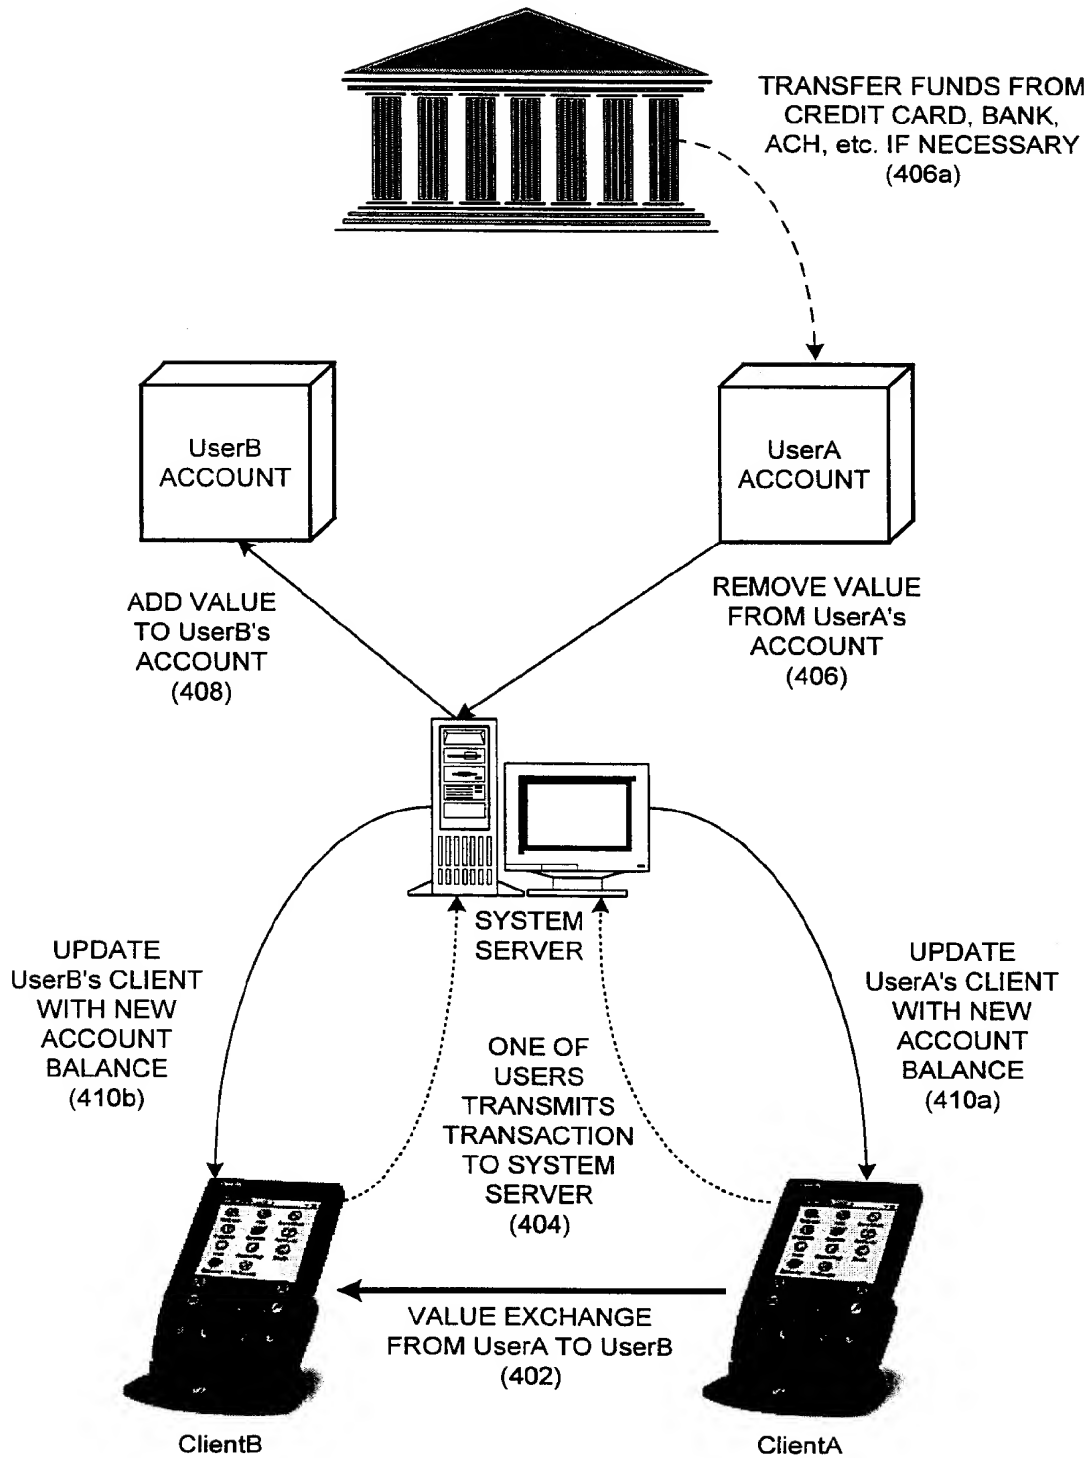 TRANSFER FUNDS FROM
CREDIT CARD, BANK,
ACH, etc. IF NECESSARY
(406a)
UserB
ACCOUNT
UserA
ACCOUNT
ADD VALUE
TO UserB's
ACCOUNT
(408)
REMOVE VALUE
FROM UserA's
ACCOUNT
(406)
SYSTEM
SERVER
UPDATE
UserB's CLIENT
WITH NEW
ACCOUNT
BALANCE
(410b)
ONE OF
USERS
TRANSMITS
TRANSACTION
TO SYSTEM
SERVER
(404)
UPDATE
UserA's CLIENT
WITH NEW
ACCOUNT
BALANCE
(410a)
VALUE EXCHANGE
FROM UserA TO UserB
(402)
ClientB
ClientA